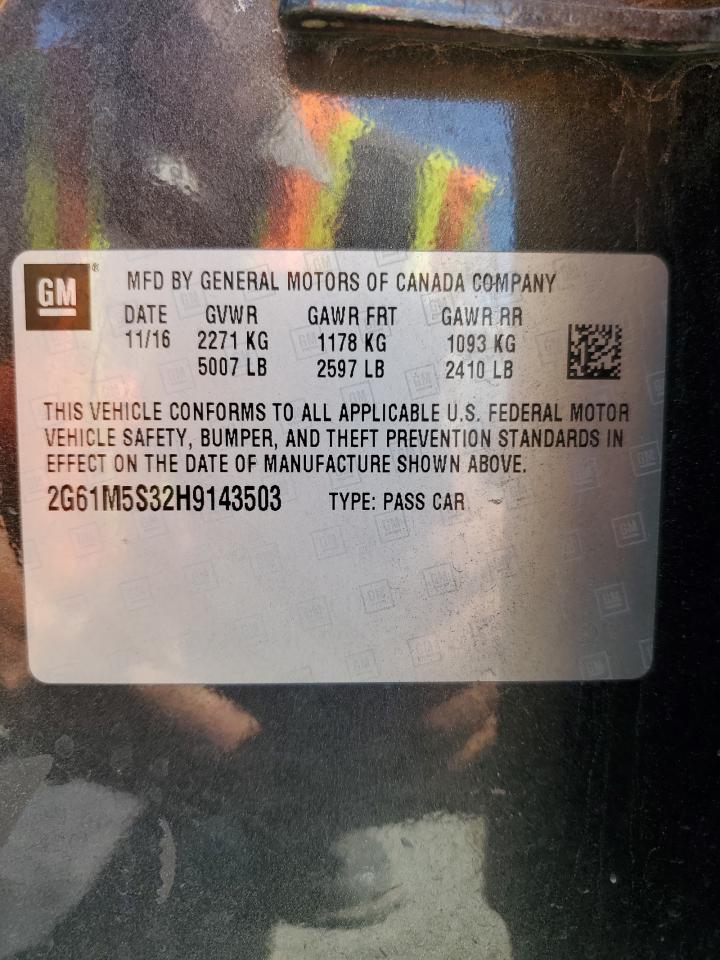 GM ®
MFD BY GENERAL MOTORS OF CANADA COMPANY
DATE GVWR GAWR FRT GAWR RR
11/16 2271 KG 1178 KG 1093 KG
5007 LB 2597 LB 2410 LB
THIS VEHICLE CONFORMS TO ALL APPLICABLE U.S. FEDERAL MOTOR
VEHICLE SAFETY, BUMPER, AND THEFT PREVENTION STANDARDS IN
EFFECT ON THE DATE OF MANUFACTURE SHOWN ABOVE.
2G61M5S32H9143503 TYPE: PASS CAR